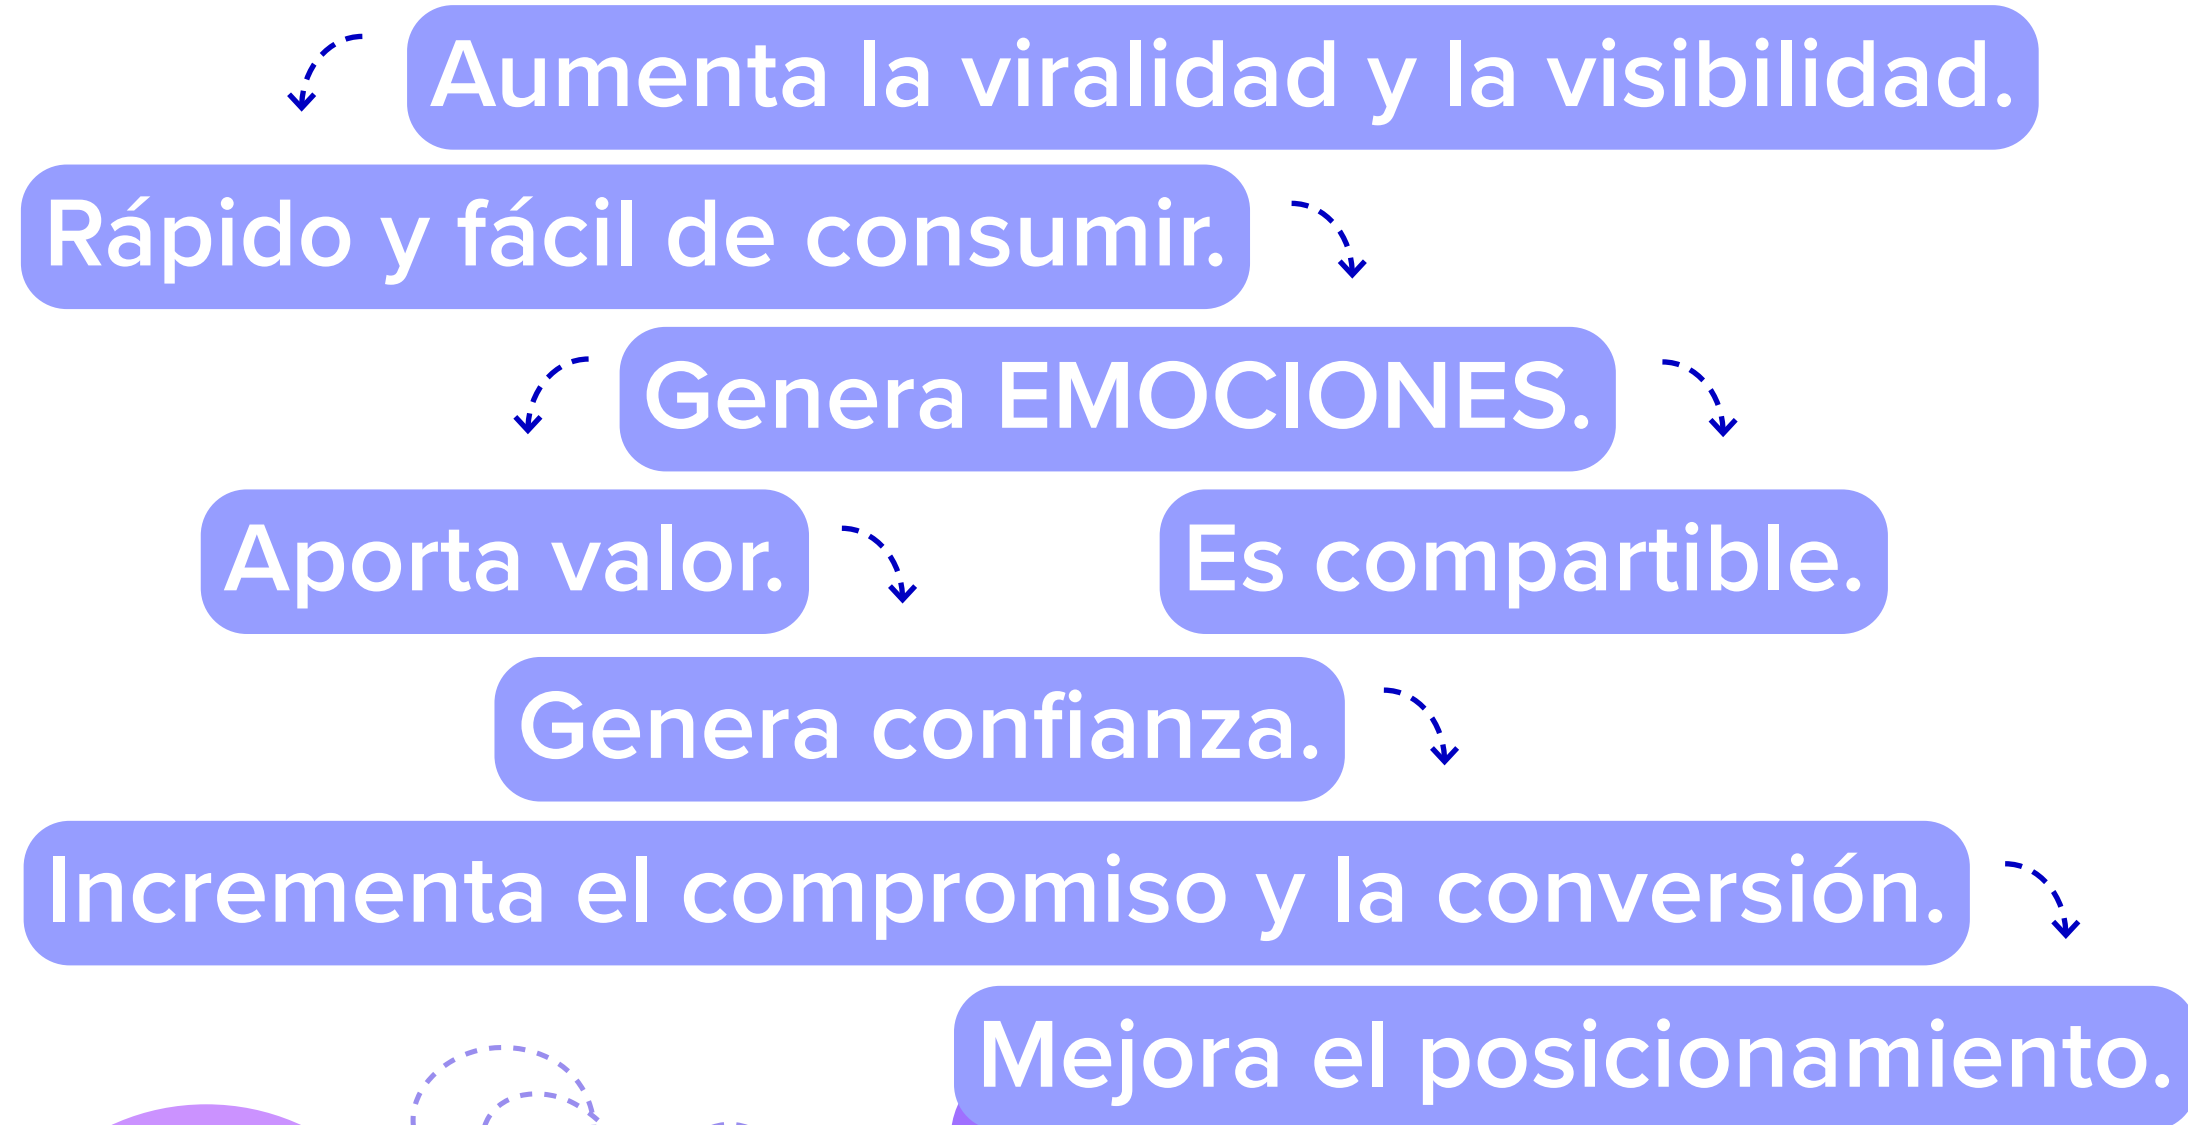 Aumenta la viralidad y la visibilidad.
Rápido y fácil de consumir.
Genera EMOCIONES.
Aporta valor.
Es compartible.
Genera confianza.
Incrementa el compromiso y la conversión.
Mejora el posicionamiento.